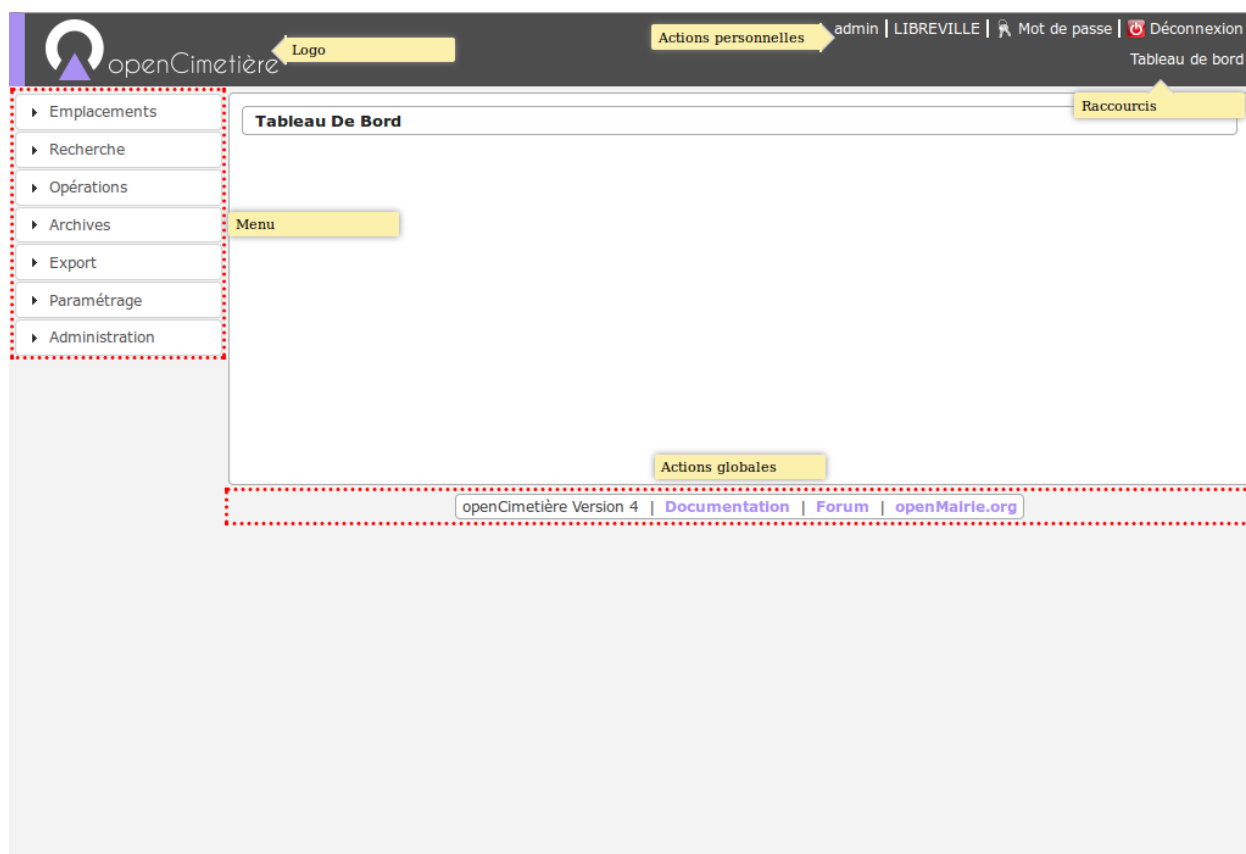 openCimetière
Logo
Actions personnelles
admin | LIBREVILLE | Mot de passe | Déconnexion
Tableau de bord
Raccourcis
Emplacements
Recherche
Opérations
Archives
Export
Paramétrage
Administration
Menu
Tableau De Bord
Actions globales
openCimetière Version 4 | Documentation | Forum | openMairie.org